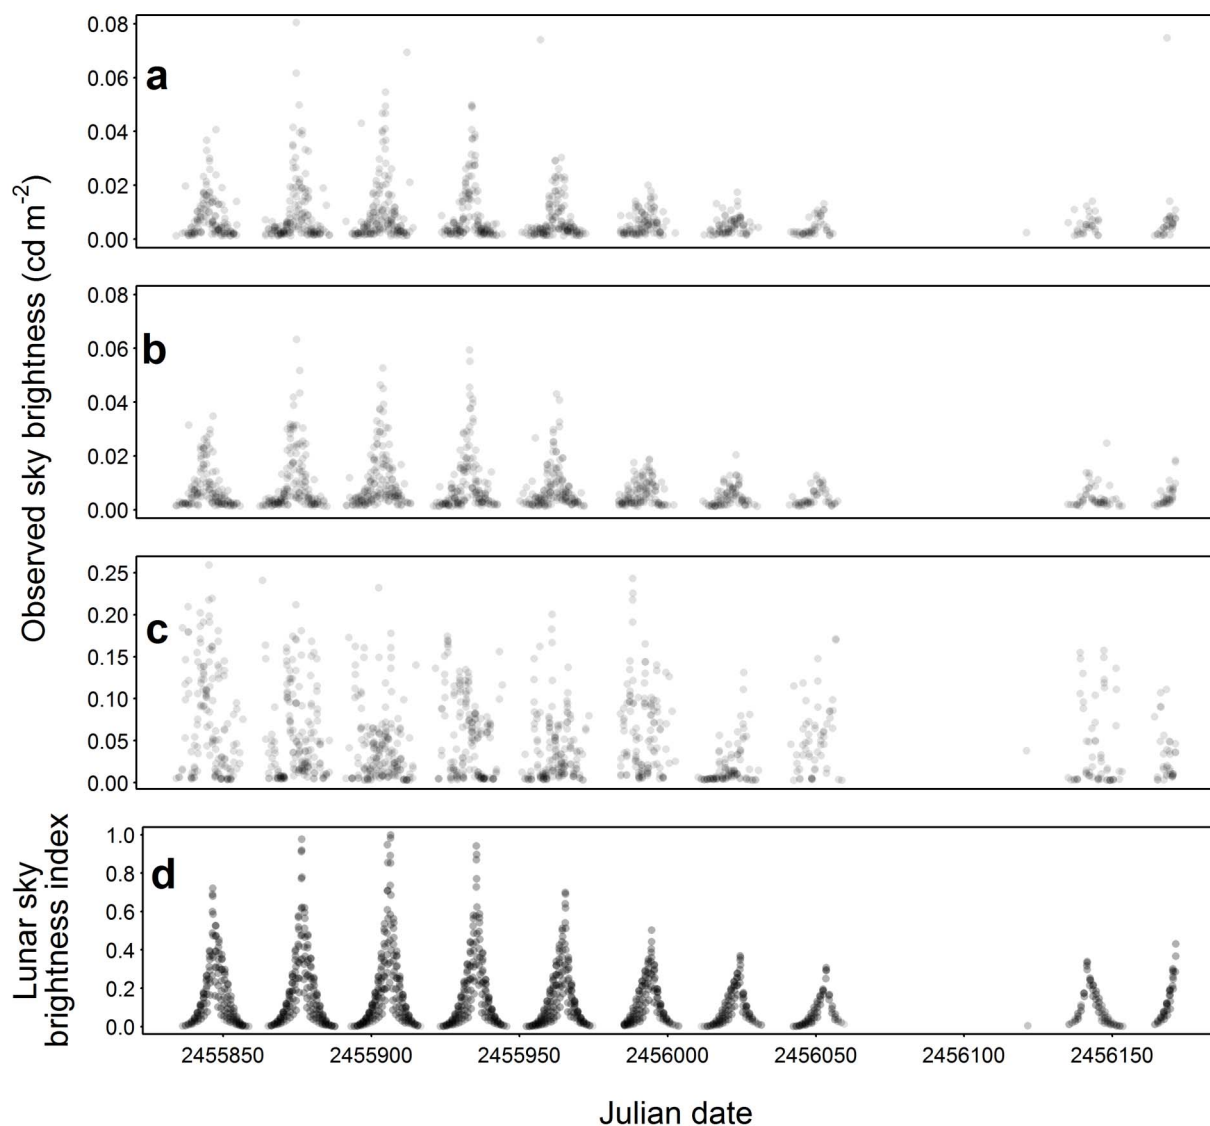 Observed sky brightness (cd m⁻²)
a
0.08
0.06
0.04
0.02
0.00
b
0.08
0.06
0.04
0.02
0.00
c
0.25
0.20
0.15
0.10
0.05
0.00
Lunar sky
brightness index
d
1.0
0.8
0.6
0.4
0.2
0.0
2455850 2455900 2455950 2456000 2456050 2456100 2456150
Julian date